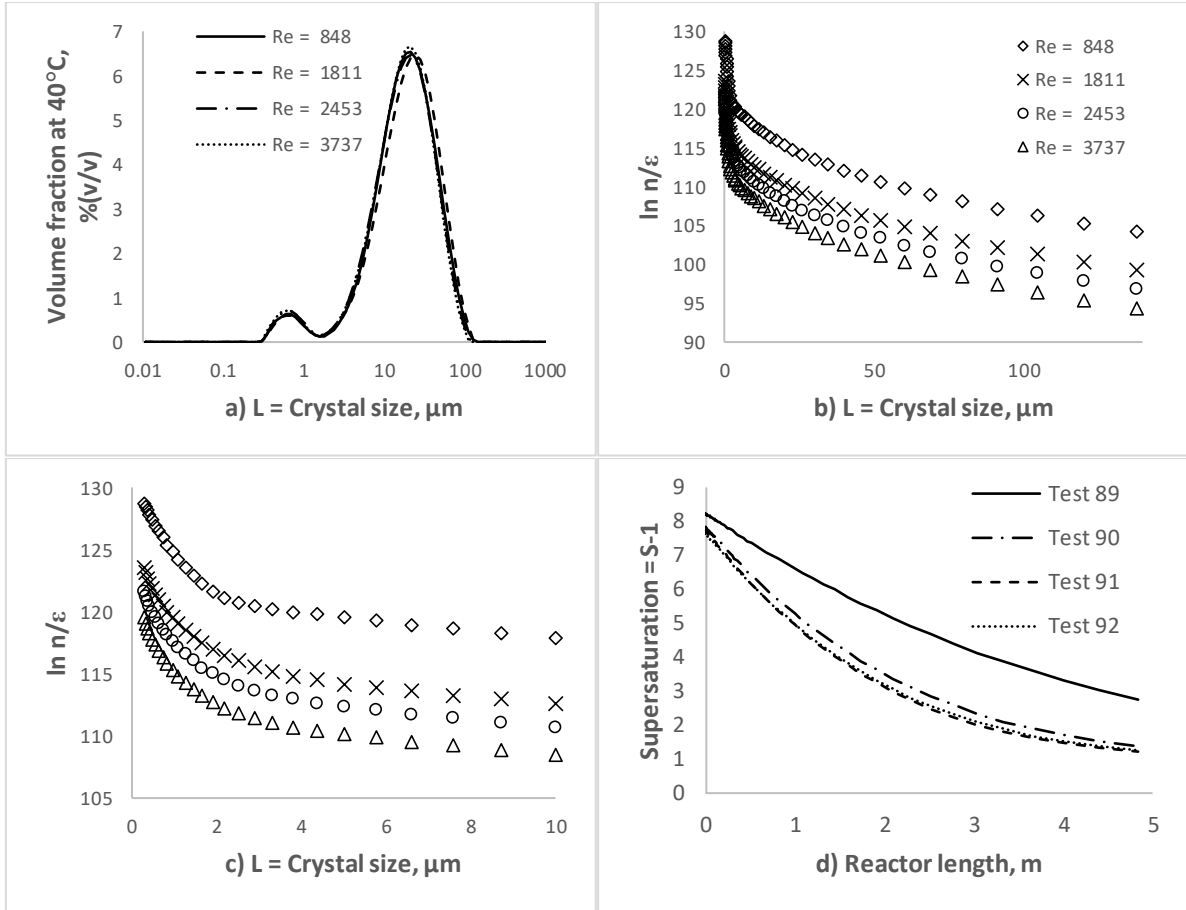 Volume fraction at 40°C,
%(v/v)
7
6
5
4
3
2
1
0
Re = 848
Re = 1811
Re = 2453
Re = 3737
0.01 0.1 1 10 100 1000
a) L = Crystal size, µm
ln n/ε
130
125
120
115
110
105
100
95
90
Re = 848
Re = 1811
Re = 2453
Re = 3737
0 50 100
b) L = Crystal size, µm
ln n/ε
130
125
120
115
110
105
0 2 4 6 8 10
c) L = Crystal size, µm
Supersaturation = S-1
9
8
7
6
5
4
3
2
1
0
Test 89
Test 90
Test 91
Test 92
0 1 2 3 4 5
d) Reactor length, m